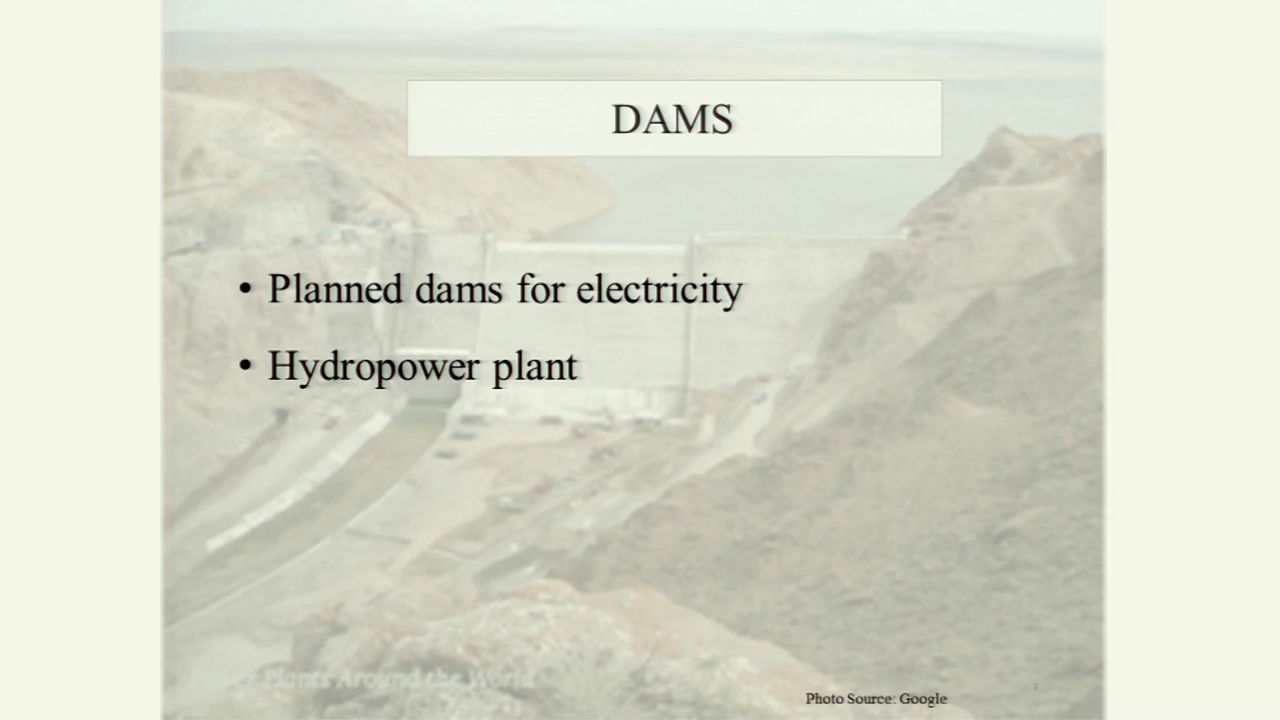 DAMS
• Planned dams for electricity
• Hydropower plant
Plants Around the World
Photo Source: Google